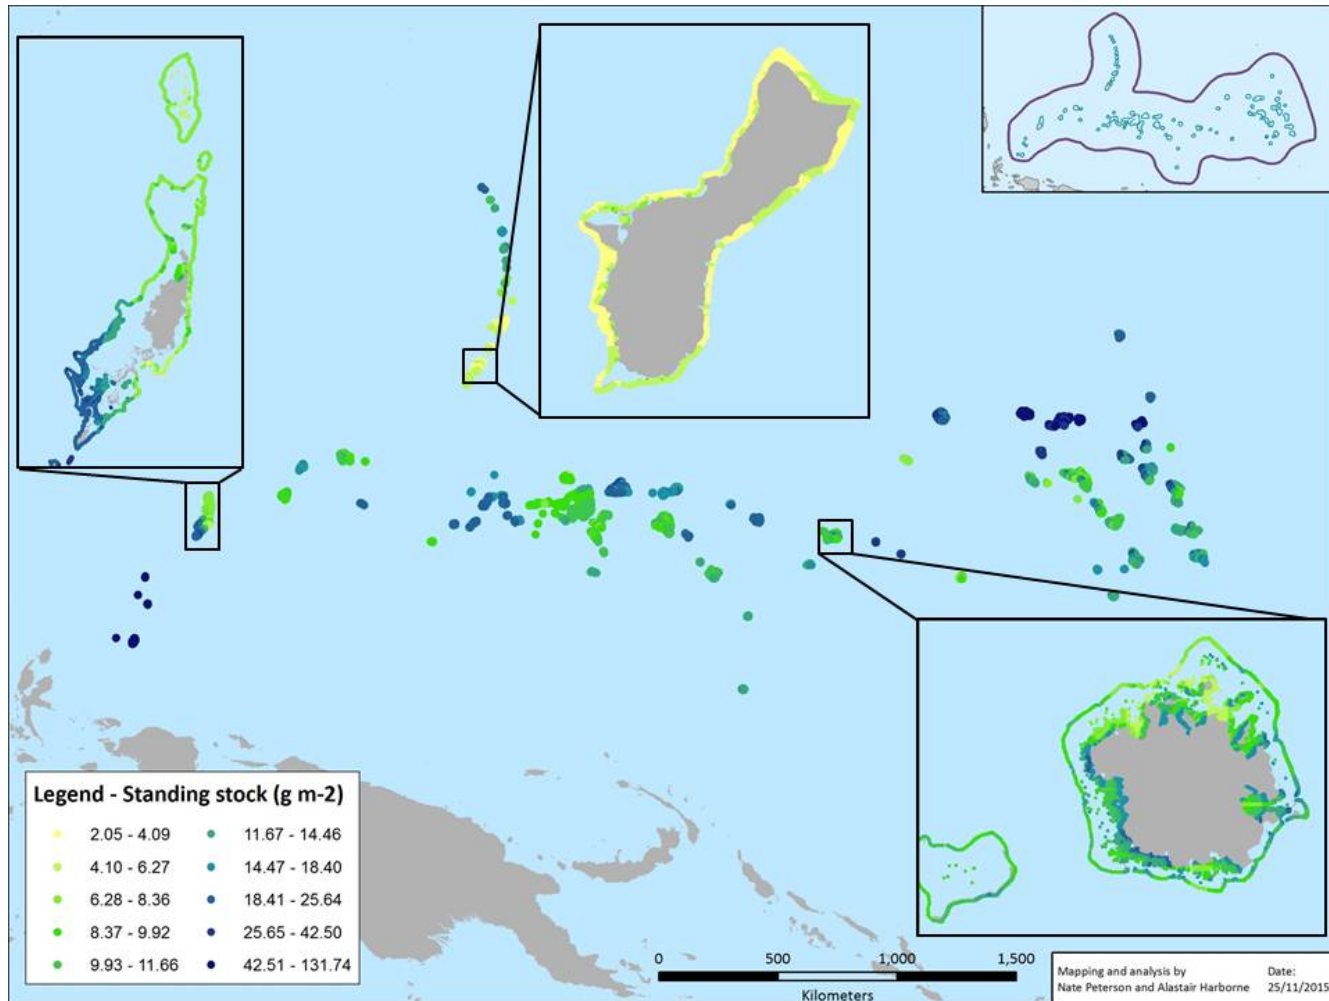 Legend - Standing stock (g m-2)
2.05 - 4.09
4.10 - 6.27
6.28 - 8.36
8.37 - 9.92
9.93 - 11.66
11.67 - 14.46
14.47 - 18.40
18.41 - 25.64
25.65 - 42.50
42.51 - 131.74
0 500 1,000 1,500
Kilometers
Mapping and analysis by
Nate Peterson and Alastair Harborne
Date:
25/11/2015